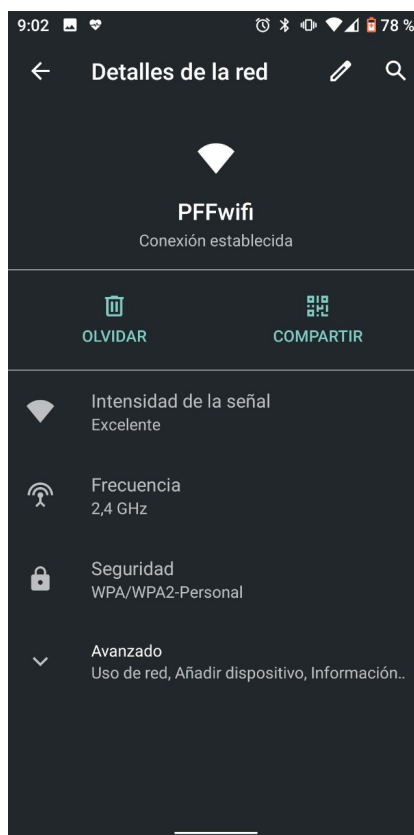 9:02 78 %
Detalles de la red
PFFwifi
Conexión establecida
OLVIDAR COMPARTIR
Intensidad de la señal
Excelente
Frecuencia
2,4 GHz
Seguridad
WPA/WPA2-Personal
Avanzado
Uso de red, Añadir dispositivo, Información..